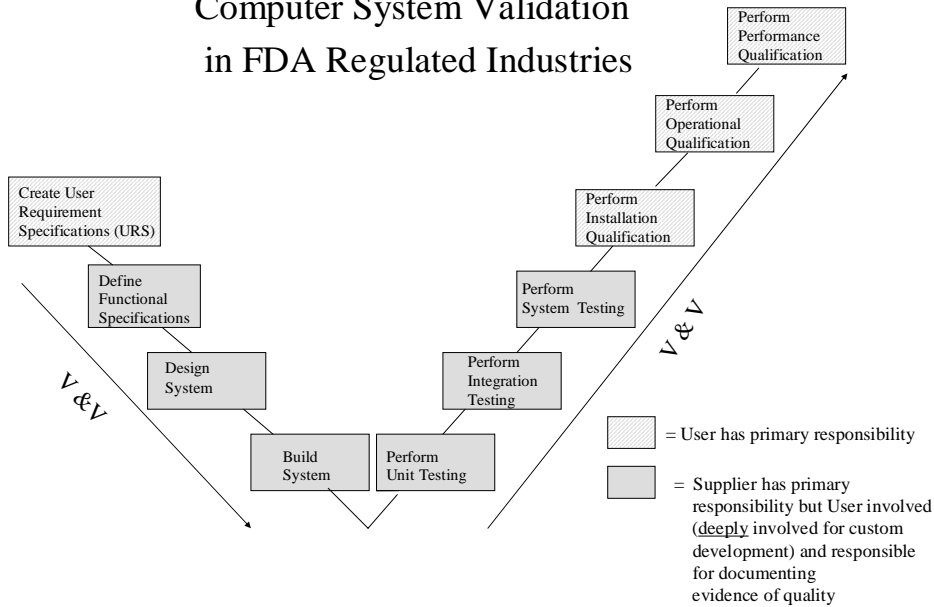 Computer System Validation
in FDA Regulated Industries
Create User
Requirement
Specifications (URS)
Define
Functional
Specifications
Design
System
Build
System
Perform
Unit Testing
Perform
Integration
Testing
Perform
System Testing
Perform
Installation
Qualification
Perform
Operational
Qualification
Perform
Performance
Qualification
V &V
V & V
= User has primary responsibility
= Supplier has primary
responsibility but User involved
(deeply involved for custom
development) and responsible
for documenting
evidence of quality